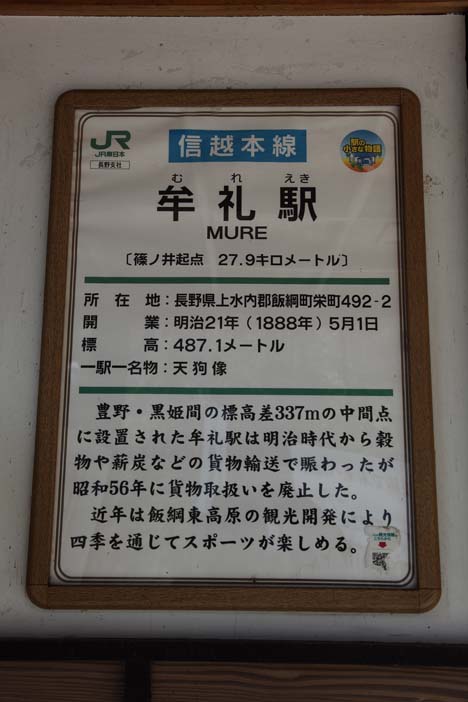 JR
JR東日本
長野支社
信越本線
駅の
小さな物語
むれえき
牟礼駅
MURE
〔篠ノ井起点 27.9キロメートル〕
所在地：長野県上水内郡飯綱町栄町492-2
開業：明治21年（1888年）5月1日
標高：487.1メートル
一駅一名物：天狗像
豊野・黒姫間の標高差337mの中間点
に設置された牟礼駅は明治時代から穀
物や薪炭などの貨物輸送で賑わったが
昭和56年に貨物取扱いを廃止した。
近年は飯綱東高原の観光開発により
四季を通じてスポーツが楽しめる。